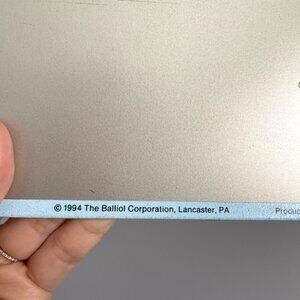 © 1994 The Balliol Corporation, Lancaster, PA